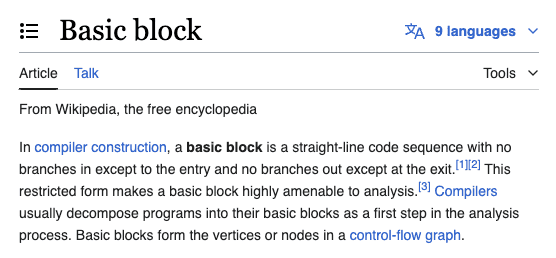 Basic block
9 languages
Article Talk
Tools
From Wikipedia, the free encyclopedia
In compiler construction, a basic block is a straight-line code sequence with no
branches in except to the entry and no branches out except at the exit.[1][2] This
restricted form makes a basic block highly amenable to analysis.[3] Compilers
usually decompose programs into their basic blocks as a first step in the analysis
process. Basic blocks form the vertices or nodes in a control-flow graph.